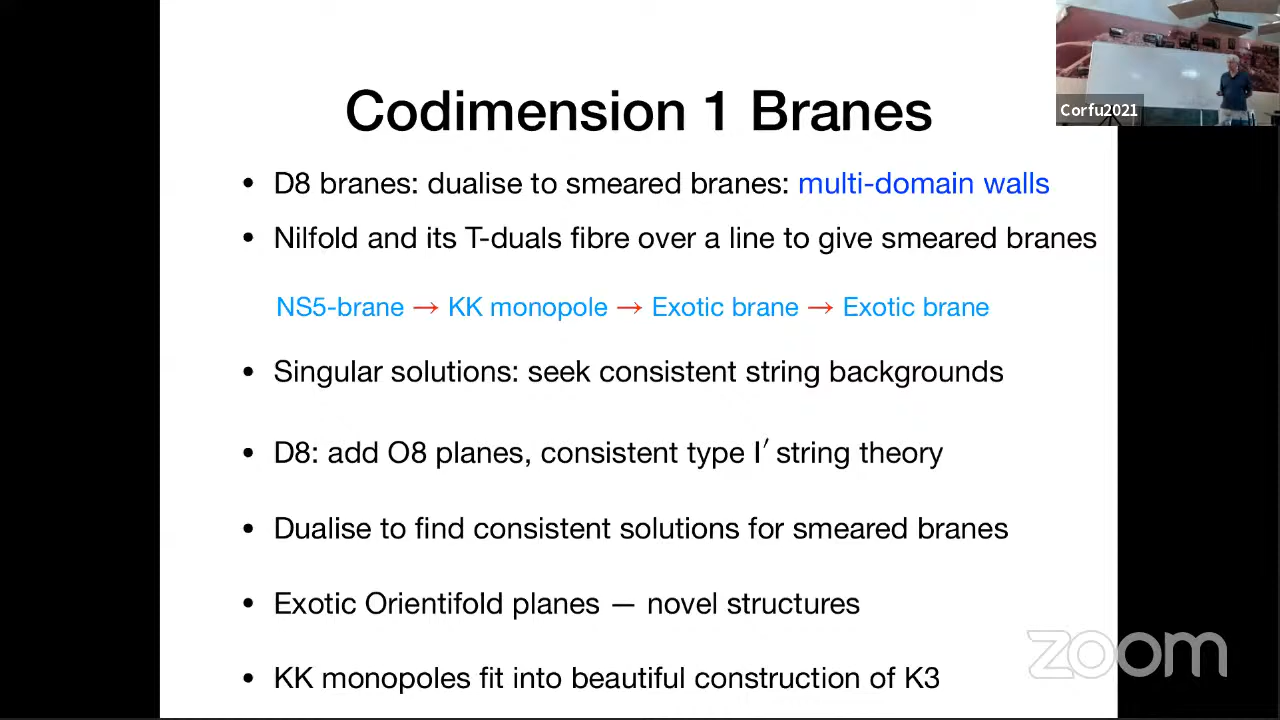 Codimension 1 Branes
Corfu2021
• D8 branes: dualise to smeared branes: multi-domain walls
• Nilfold and its T-duals fibre over a line to give smeared branes
NS5-brane → KK monopole → Exotic brane → Exotic brane
• Singular solutions: seek consistent string backgrounds
• D8: add O8 planes, consistent type I′ string theory
• Dualise to find consistent solutions for smeared branes
• Exotic Orientifold planes — novel structures
• KK monopoles fit into beautiful construction of K3
zoom